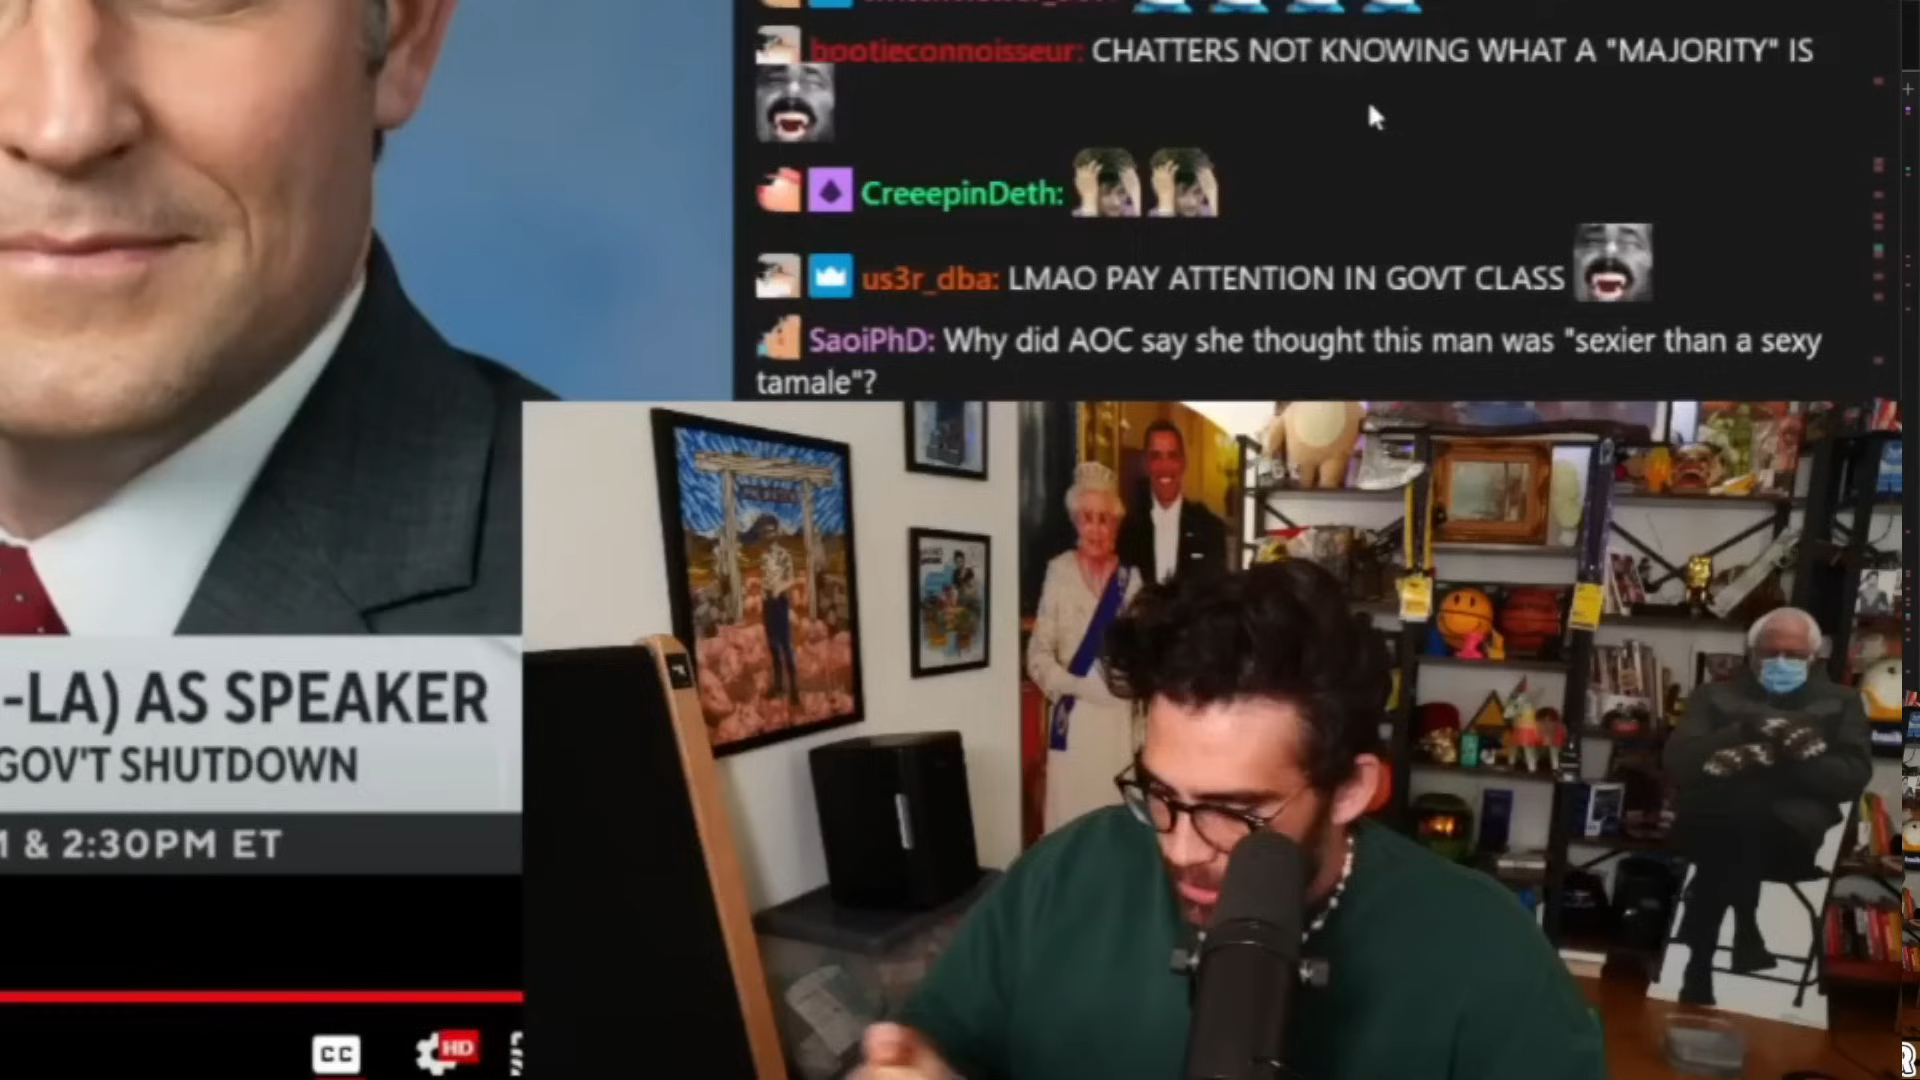 bootieconnoisseur: CHATTERS NOT KNOWING WHAT A "MAJORITY" IS
CreeepinDeth:
us3r_dba: LMAO PAY ATTENTION IN GOVT CLASS
SaoiPhD: Why did AOC say she thought this man was "sexier than a sexy
tamale"?
-LA) AS SPEAKER
GOV'T SHUTDOWN
& 2:30PM ET
CC
HD